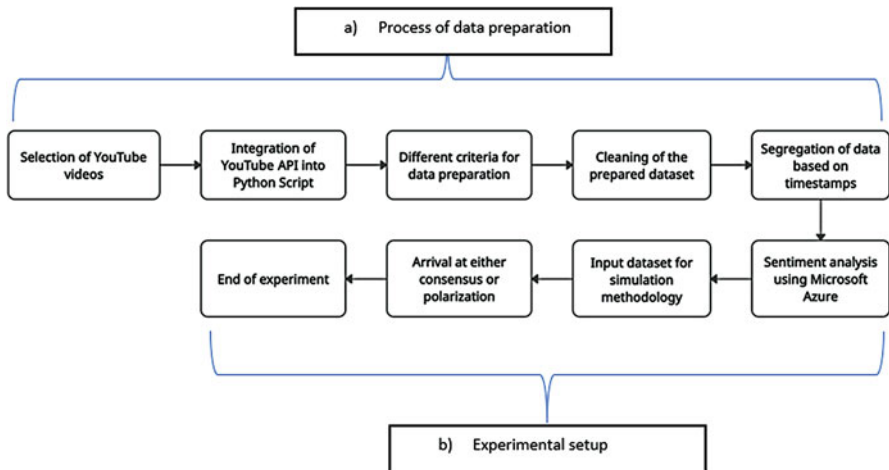 a) Process of data preparation
Selection of YouTube
videos
Integration of
YouTube API into
Python Script
Different criteria for
data preparation
Cleaning of the
prepared dataset
Segregation of data
based on
timestamps
End of experiment
Arrival at either
consensus or
polarization
Input dataset for
simulation
methodology
Sentiment analysis
using Microsoft
Azure
b) Experimental setup